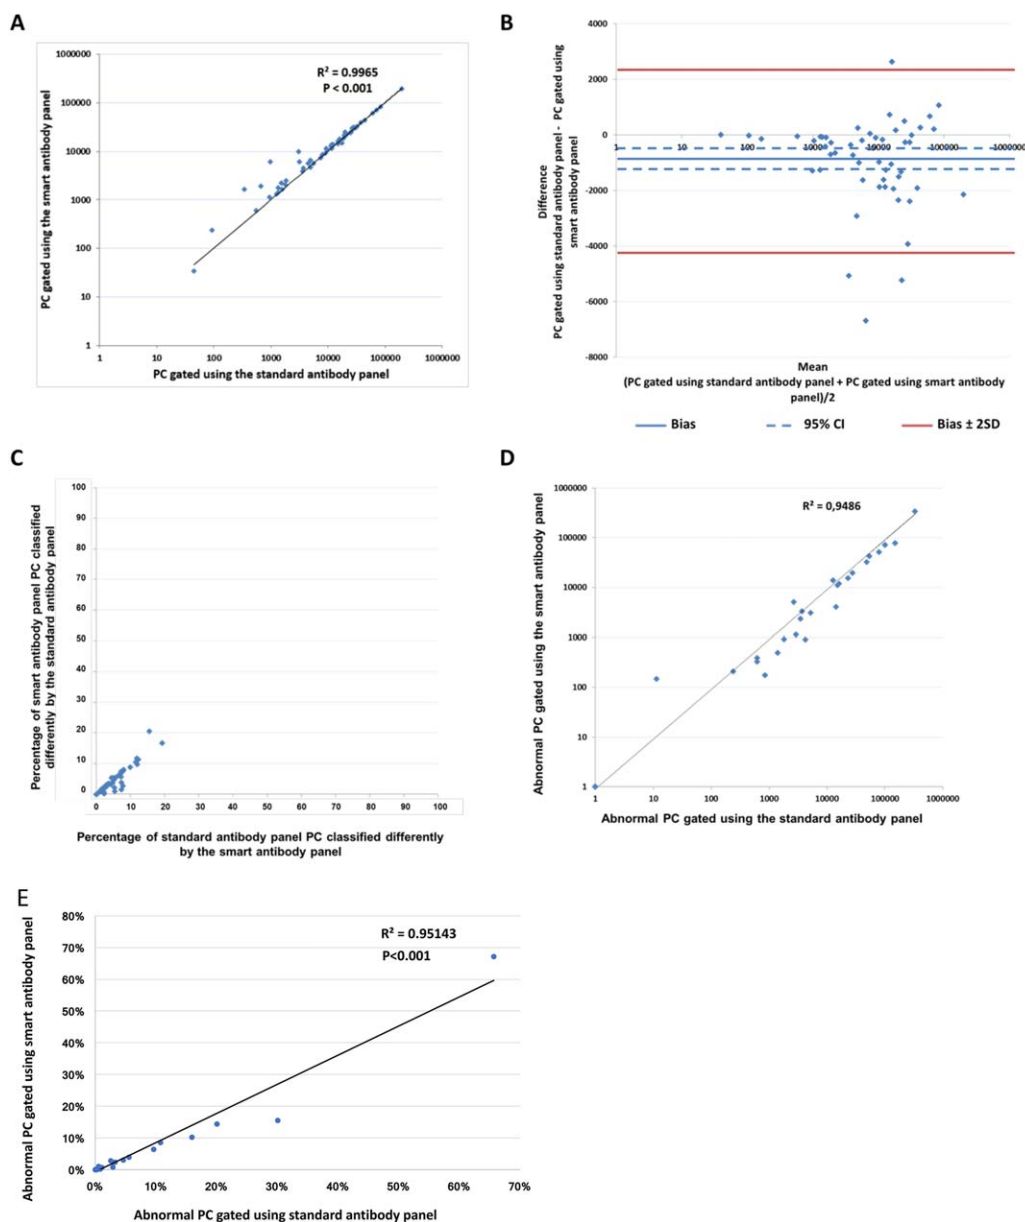 A
1000000
100000
10000
1000
100
10
1
R² = 0.9965
P < 0.001
1 10 100 1000 10000 100000 1000000
PC gated using the smart antibody panel
PC gated using the standard antibody panel
B
4000
2000
0
-2000
-4000
-6000
-8000
1 10 100 1000 10000 100000 1000000
Difference
PC gated using standard antibody panel - PC gated using
smart antibody panel
Mean
(PC gated using standard antibody panel + PC gated using smart antibody
panel)/2
Bias 95% CI Bias ± 2SD
C
100
90
80
70
60
50
40
30
20
10
0
0 10 20 30 40 50 60 70 80 90 100
Percentage of smart antibody panel PC classified
differently by the standard antibody panel
Percentage of standard antibody panel PC classified differently
by the smart antibody panel
D
1000000
100000
10000
1000
100
10
1
R² = 0,9486
1 10 100 1000 10000 100000 1000000
Abnormal PC gated using the smart antibody panel
Abnormal PC gated using the standard antibody panel
E
80%
70%
60%
50%
40%
30%
20%
10%
0%
R² = 0.95143
P<0.001
0% 10% 20% 30% 40% 50% 60% 70%
Abnormal PC gated using smart antibody panel
Abnormal PC gated using standard antibody panel